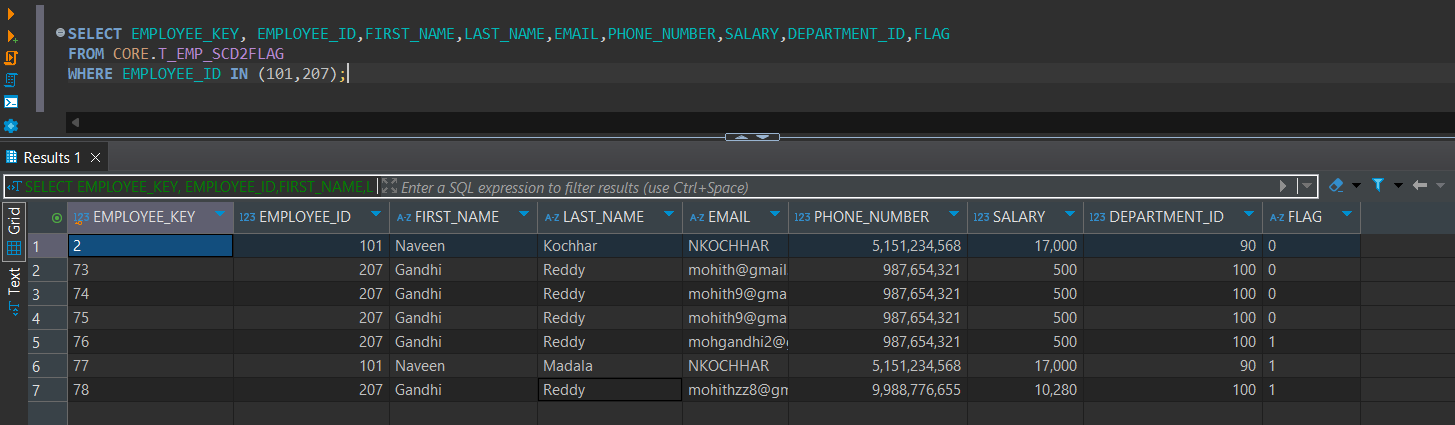 SELECT EMPLOYEE_KEY, EMPLOYEE_ID,FIRST_NAME,LAST_NAME,EMAIL,PHONE_NUMBER,SALARY,DEPARTMENT_ID,FLAG
FROM CORE.T_EMP_SCD2FLAG
WHERE EMPLOYEE_ID IN (101,207);
Results 1
SELECT EMPLOYEE_KEY, EMPLOYEE_ID,FIRST_NAME,L Enter a SQL expression to filter results (use Ctrl+Space)
Grid
Text
123 EMPLOYEE_KEY 123 EMPLOYEE_ID A-Z FIRST_NAME A-Z LAST_NAME A-Z EMAIL 123 PHONE_NUMBER 123 SALARY 123 DEPARTMENT_ID A-Z FLAG
1 2 101 Naveen Kochhar NKOCHHAR 5,151,234,568 17,000 90 0
2 73 207 Gandhi Reddy mohith@gmail 987,654,321 500 100 0
3 74 207 Gandhi Reddy mohith9@gma 987,654,321 500 100 0
4 75 207 Gandhi Reddy mohith9@gma 987,654,321 500 100 0
5 76 207 Gandhi Reddy mohgandhi2@g 987,654,321 500 100 1
6 77 101 Naveen Madala NKOCHHAR 5,151,234,568 17,000 90 1
7 78 207 Gandhi Reddy mohithzz8@gm 9,988,776,655 10,280 100 1